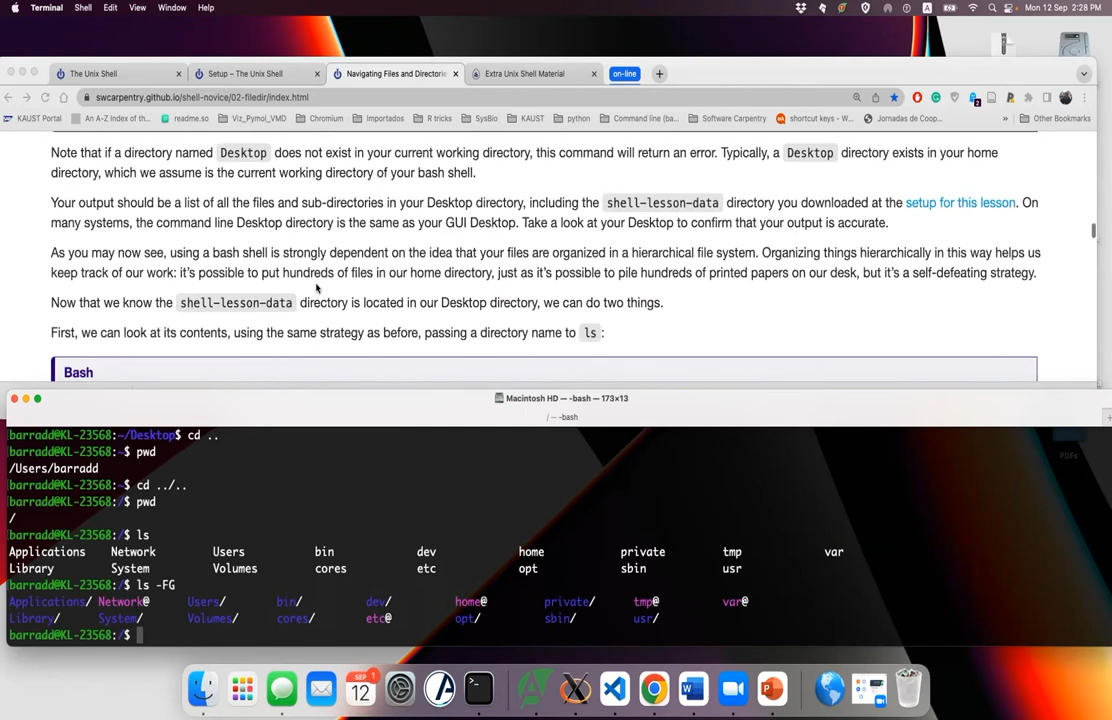 Terminal Shell Edit View Window Help
A Mon 12 Sep 2:28 PM
The Unix Shell
Setup – The Unix Shell
Navigating Files and Directorie
Extra Unix Shell Material
on-line
swcarpentry.github.io/shell-novice/02-filedir/index.html
KAUST Portal An A-Z Index of th... readme.so Viz_Pymol_VMD Chromium Importados R tricks SysBio KAUST python Command line (ba... Software Carpentry shortcut keys - W... Jornadas de Coop... » Other Bookmarks
Note that if a directory named Desktop does not exist in your current working directory, this command will return an error. Typically, a Desktop directory exists in your home
directory, which we assume is the current working directory of your bash shell.
Your output should be a list of all the files and sub-directories in your Desktop directory, including the shell-lesson-data directory you downloaded at the setup for this lesson. On
many systems, the command line Desktop directory is the same as your GUI Desktop. Take a look at your Desktop to confirm that your output is accurate.
As you may now see, using a bash shell is strongly dependent on the idea that your files are organized in a hierarchical file system. Organizing things hierarchically in this way helps us
keep track of our work: it's possible to put hundreds of files in our home directory, just as it's possible to pile hundreds of printed papers on our desk, but it's a self-defeating strategy.
Now that we know the shell-lesson-data directory is located in our Desktop directory, we can do two things.
First, we can look at its contents, using the same strategy as before, passing a directory name to ls:
Bash
Macintosh HD — -bash — 173×13
/ — -bash
barradd@KL-23568:~/Desktop$ cd ..
barradd@KL-23568:~$ pwd
/Users/barradd
barradd@KL-23568:~$ cd ../..
barradd@KL-23568:/$ pwd
/
barradd@KL-23568:/$ ls
Applications Network Users bin dev home private tmp var
Library System Volumes cores etc opt sbin usr
barradd@KL-23568:/$ ls -FG
Applications/ Network@ Users/ bin/ dev/ home@ private/ tmp@ var@
Library/ System/ Volumes/ cores/ etc@ opt/ sbin/ usr/
barradd@KL-23568:/$
PDFs
SEP 1
12